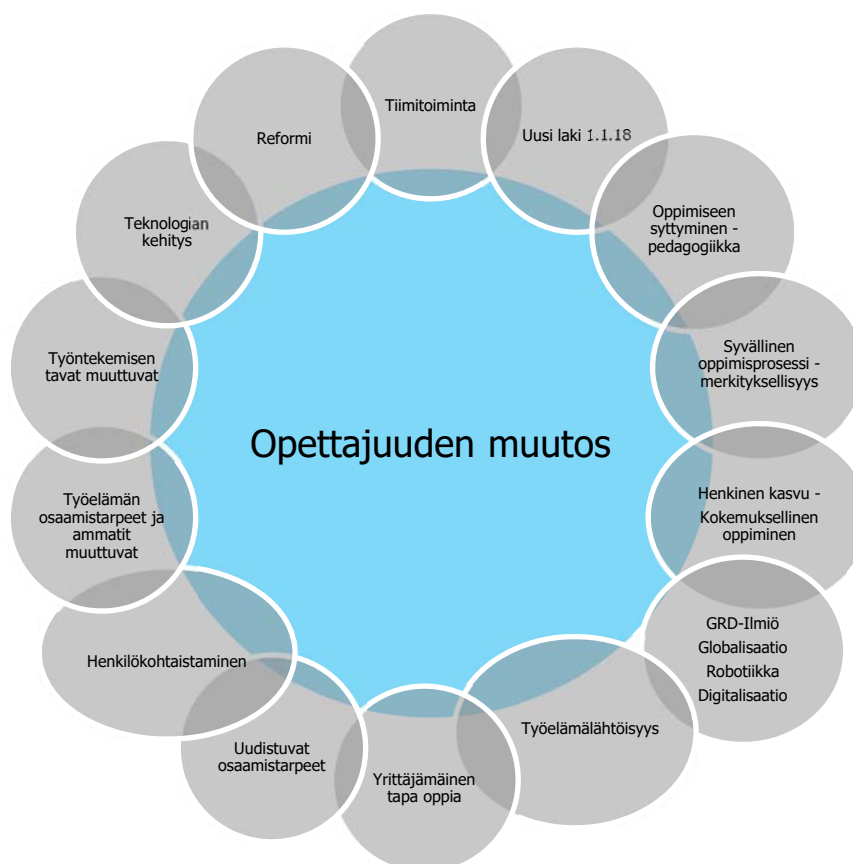 Tiimitoiminta
Uusi laki 1.1.18
Oppimiseen
syttyminen -
pedagogiikka
Syvällinen
oppimisprosessi -
merkityksellisyys
Henkinen kasvu -
Kokemuksellinen
oppiminen
GRD-Ilmiö
Globalisaatio
Robotiikka
Digitalisaatio
Työelämälähtöisyys
Yrittäjämäinen
tapa oppia
Uudistuvat
osaamistarpeet
Henkilökohtaistaminen
Työelämän
osaamistarpeet ja
ammatit
muuttuvat
Työntekemisen
tavat muuttuvat
Teknologian
kehitys
Reformi
Opettajuuden muutos